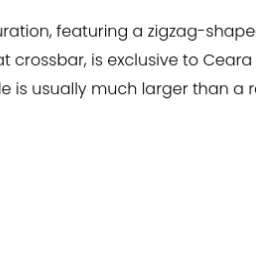 uration, featuring a zigzag-shape
at crossbar, is exclusive to Ceara
le is usually much larger than a r